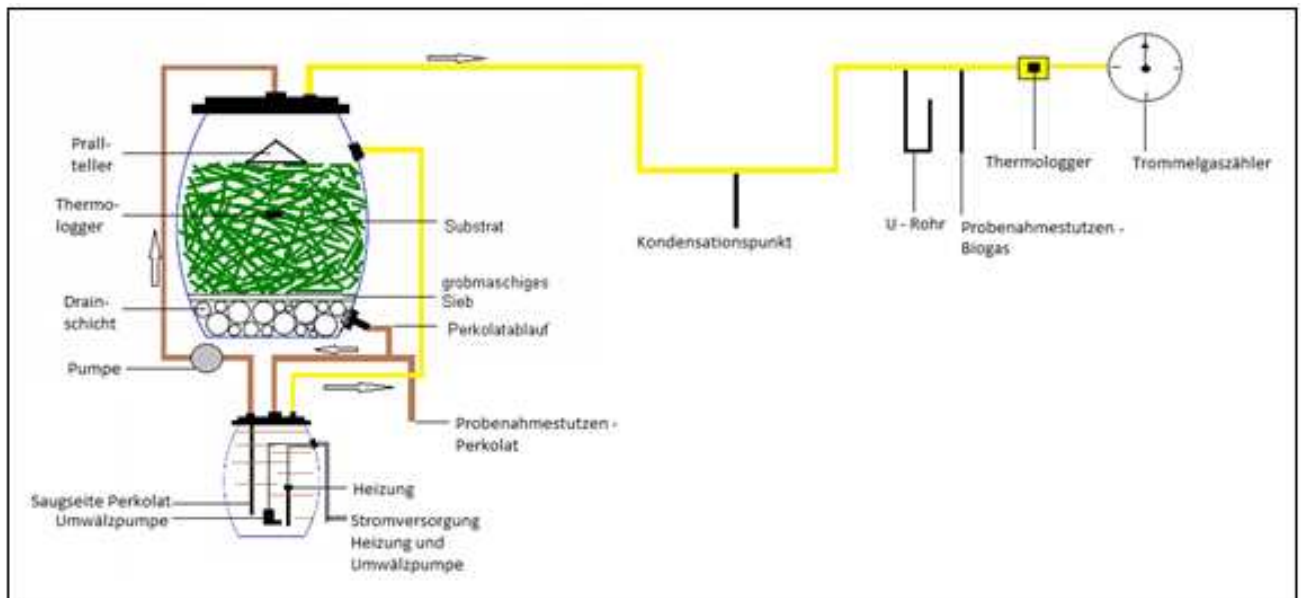 Prall-
teller
Thermo-
logger
Substrat
grobmaschiges
Sieb
Drain-
schicht
Perkolatablauf
Pumpe
Probenahmestutzen -
Perkolat
Saugseite Perkolat
Umwälzpumpe
Heizung
Stromversorgung
Heizung und
Umwälzpumpe
Kondensationspunkt
U - Rohr
Probenahmestutzen -
Biogas
Thermologger
Trommelgaszähler